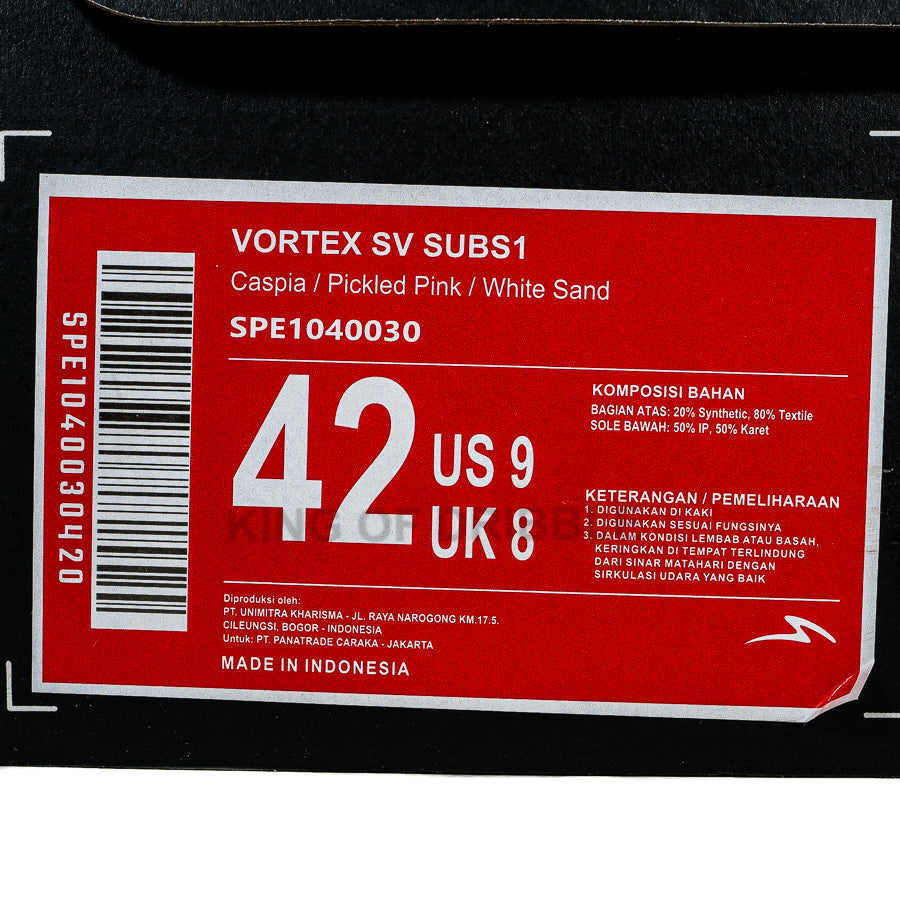 VORTEX SV SUBS1
Caspia / Pickled Pink / White Sand
SPE1040030
SPE1040030420
42
US 9
UK 8
KOMPOSISI BAHAN
BAGIAN ATAS: 20% Synthetic, 80% Textile
SOLE BAWAH: 50% IP, 50% Karet
KETERANGAN / PEMELIHARAAN
1. DIGUNAKAN DI KAKI
2. DIGUNAKAN SESUAI FUNGSINYA
3. DALAM KONDISI LEMBAB ATAU BASAH,
KERINGKAN DI TEMPAT TERLINDUNG
DARI SINAR MATAHARI DENGAN
SIRKULASI UDARA YANG BAIK
KING OF
Diproduksi oleh:
PT. UNIMITRA KHARISMA - JL. RAYA NAROGONG KM.17.5.
CILEUNGSI, BOGOR - INDONESIA
Untuk: PT. PANATRADE CARAKA - JAKARTA
MADE IN INDONESIA